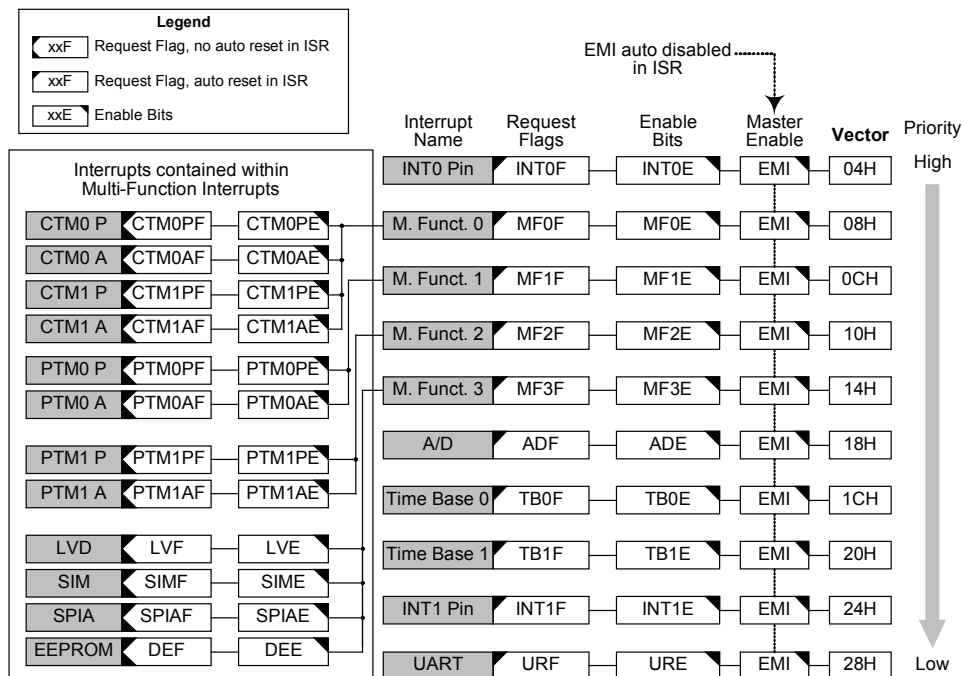 Legend
xxF Request Flag, no auto reset in ISR
xxF Request Flag, auto reset in ISR
xxE Enable Bits
EMI auto disabled
in ISR
Interrupt Name Request Flags Enable Bits Master Enable Vector Priority
INT0 Pin INT0F INT0E EMI 04H High
M. Funct. 0 MF0F MF0E EMI 08H
M. Funct. 1 MF1F MF1E EMI 0CH
M. Funct. 2 MF2F MF2E EMI 10H
M. Funct. 3 MF3F MF3E EMI 14H
A/D ADF ADE EMI 18H
Time Base 0 TB0F TB0E EMI 1CH
Time Base 1 TB1F TB1E EMI 20H
INT1 Pin INT1F INT1E EMI 24H
UART URF URE EMI 28H Low
Interrupts contained within
Multi-Function Interrupts
CTM0 P CTM0PF CTM0PE
CTM0 A CTM0AF CTM0AE
CTM1 P CTM1PF CTM1PE
CTM1 A CTM1AF CTM1AE
PTM0 P PTM0PF PTM0PE
PTM0 A PTM0AF PTM0AE
PTM1 P PTM1PF PTM1PE
PTM1 A PTM1AF PTM1AE
LVD LVF LVE
SIM SIMF SIME
SPIA SPIAF SPIAE
EEPROM DEF DEE